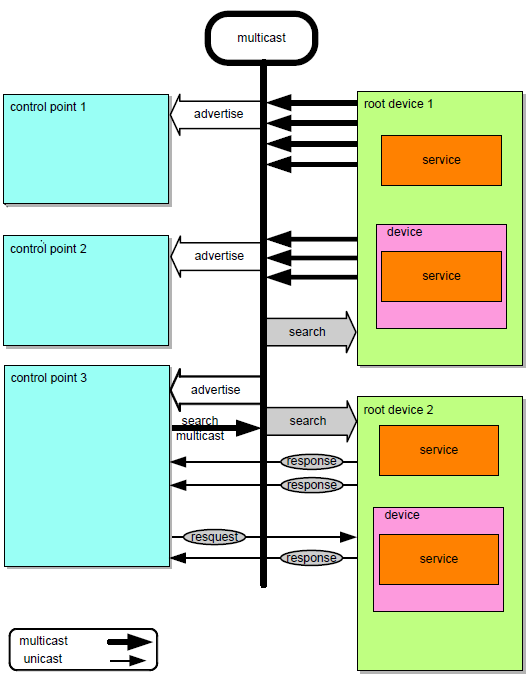 multicast
control point 1
advertise
root device 1
service
control point 2
advertise
device
service
search
control point 3
advertise
root device 2
search
multicast
search
service
response
response
device
resquest
service
response
multicast
unicast